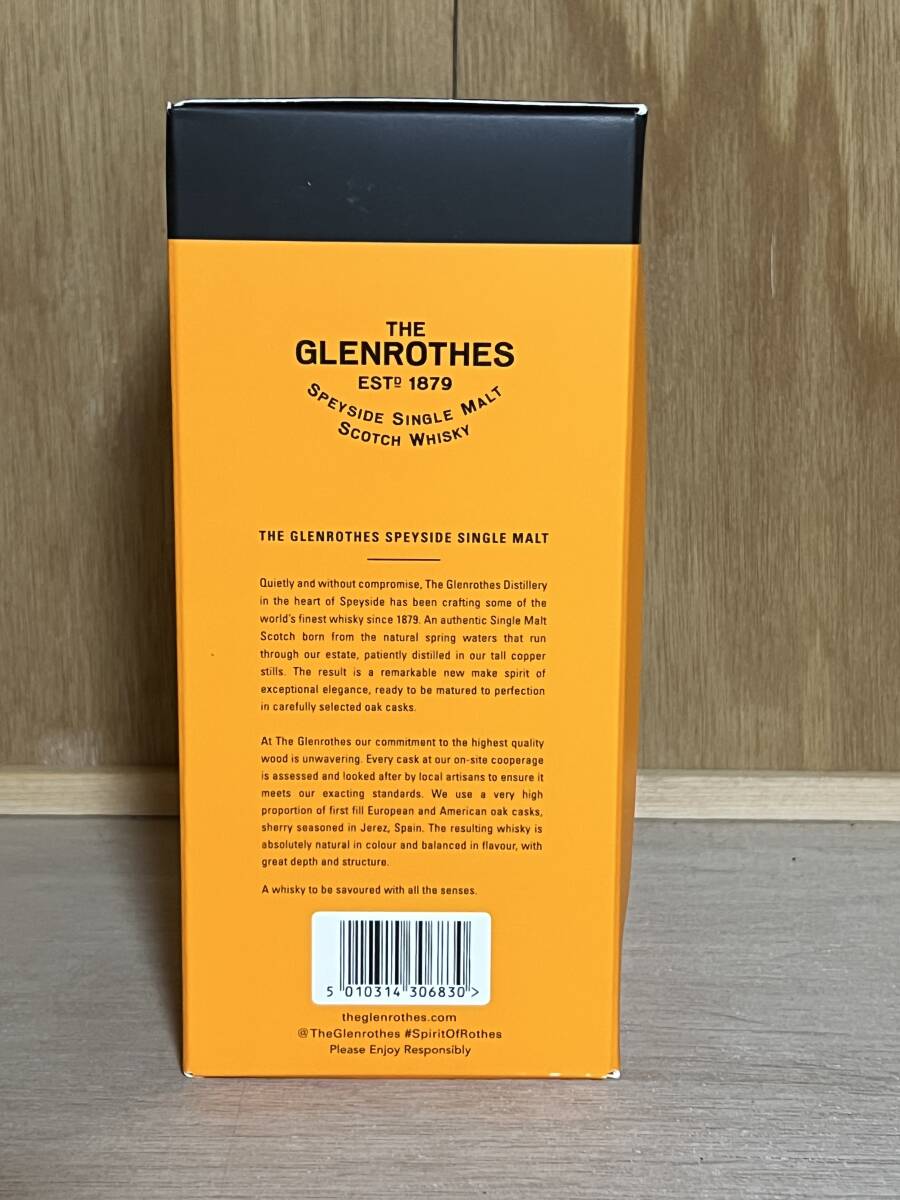 THE
GLENROTHES
ESTD 1879
SPEYSIDE SINGLE MALT
SCOTCH WHISKY
THE GLENROTHES SPEYSIDE SINGLE MALT
Quietly and without compromise, The Glenrothes Distillery
in the heart of Speyside has been crafting some of the
world's finest whisky since 1879. An authentic Single Malt
Scotch born from the natural spring waters that run
through our estate, patiently distilled in our tall copper
stills. The result is a remarkable new make spirit of
exceptional elegance, ready to be matured to perfection
in carefully selected oak casks.
At The Glenrothes our commitment to the highest quality
wood is unwavering. Every cask at our on-site cooperage
is assessed and looked after by local artisans to ensure it
meets our exacting standards. We use a very high
proportion of first fill European and American oak casks,
sherry seasoned in Jerez, Spain. The resulting whisky is
absolutely natural in colour and balanced in flavour, with
great depth and structure.
A whisky to be savoured with all the senses.
5 010314 306830 >
theglenrothes.com
@TheGlenrothes #SpiritOfRothes
Please Enjoy Responsibly